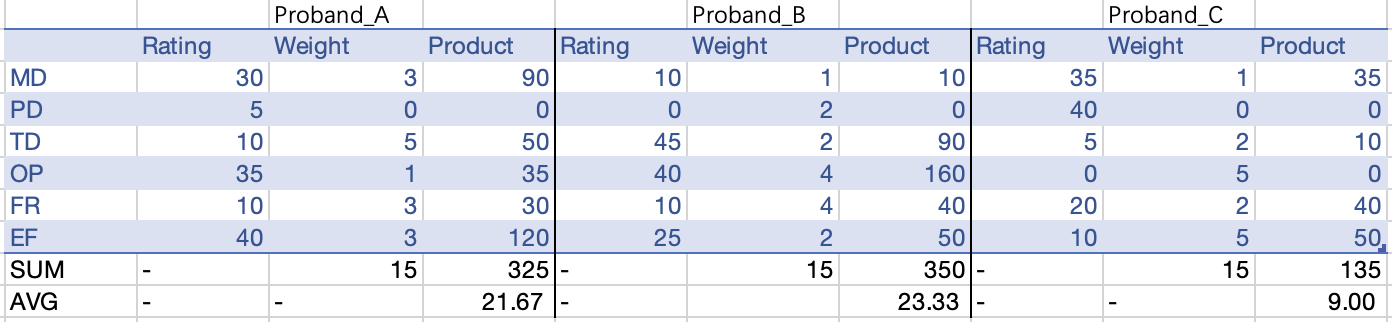 Proband_A Proband_B Proband_C
Rating Weight Product Rating Weight Product Rating Weight Product
MD 30 3 90 10 1 10 35 1 35
PD 5 0 0 0 2 0 40 0 0
TD 10 5 50 45 2 90 5 2 10
OP 35 1 35 40 4 160 0 5 0
FR 10 3 30 10 4 40 20 2 40
EF 40 3 120 25 2 50 10 5 50
SUM - 15 325 - 15 350 - 15 135
AVG - - 21.67 - 23.33 - - 9.00